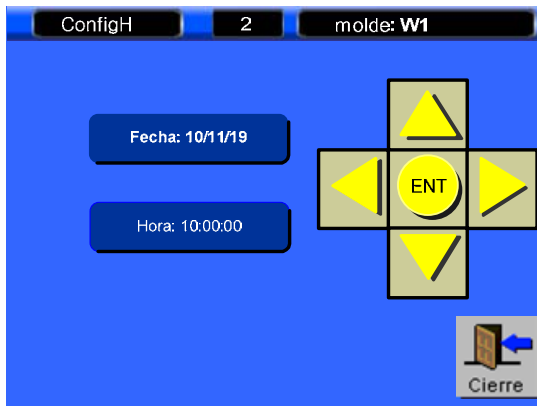 ConfigH 2 molde: W1
Fecha: 10/11/19
ENT
Hora: 10:00:00
Cierre